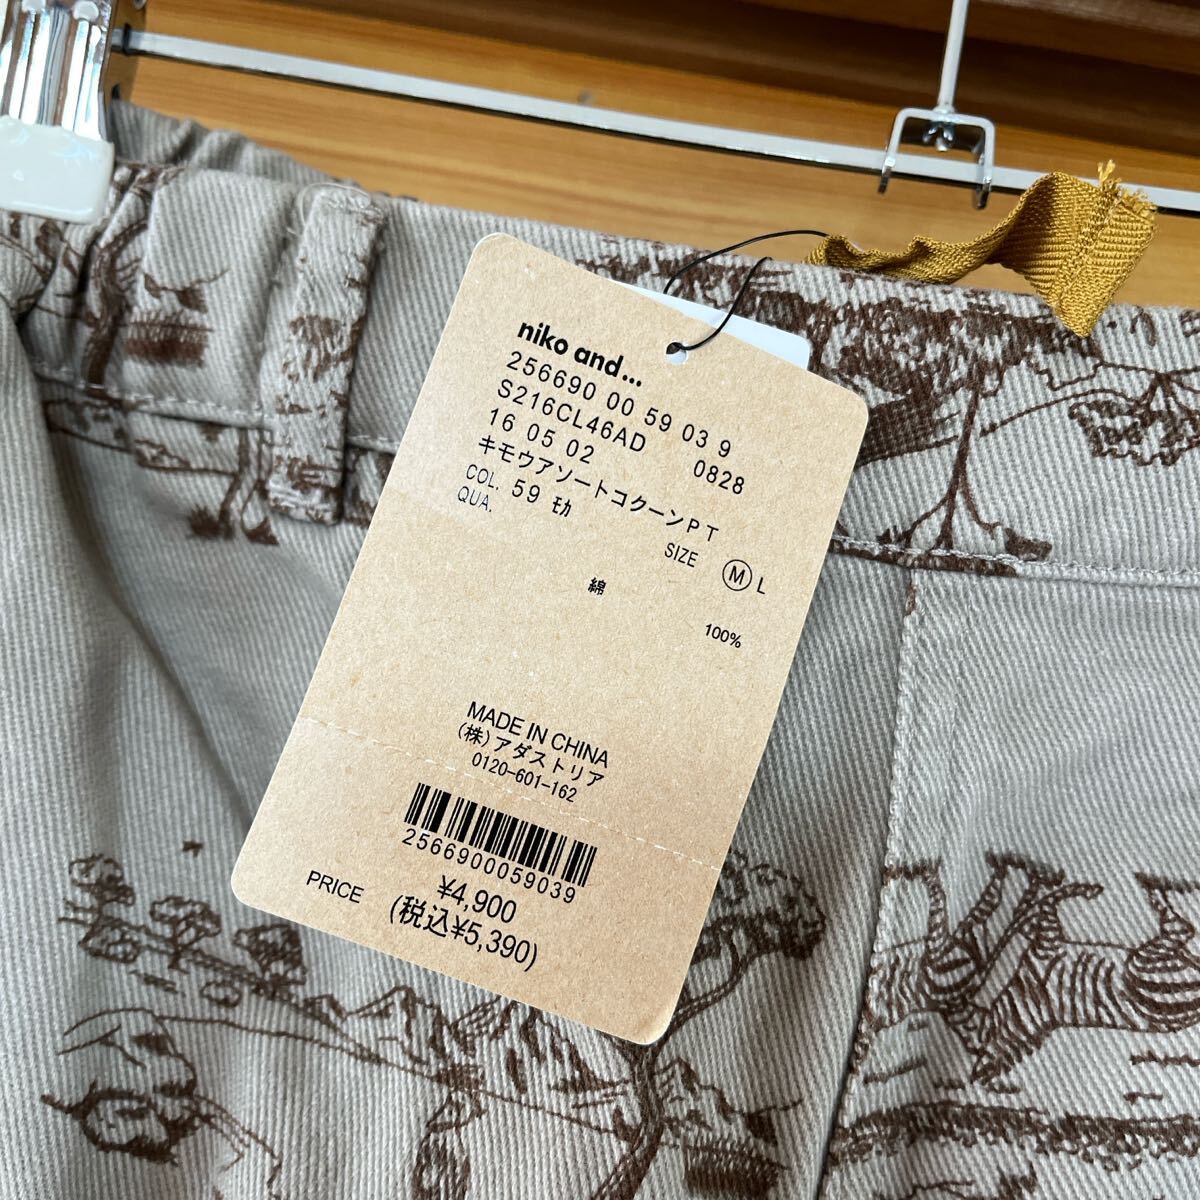 niko and...
256690 00 59 03 9
S216CL46AD 0828
16 05 02
キモウアソートコクーンPT
COL. 59 ﾓｶ
QUA.
SIZE Ⓜ L
綿 100%
MADE IN CHINA
(株)アダストリア
0120-601-162
2566900059039
PRICE ¥4,900
(税込¥5,390)